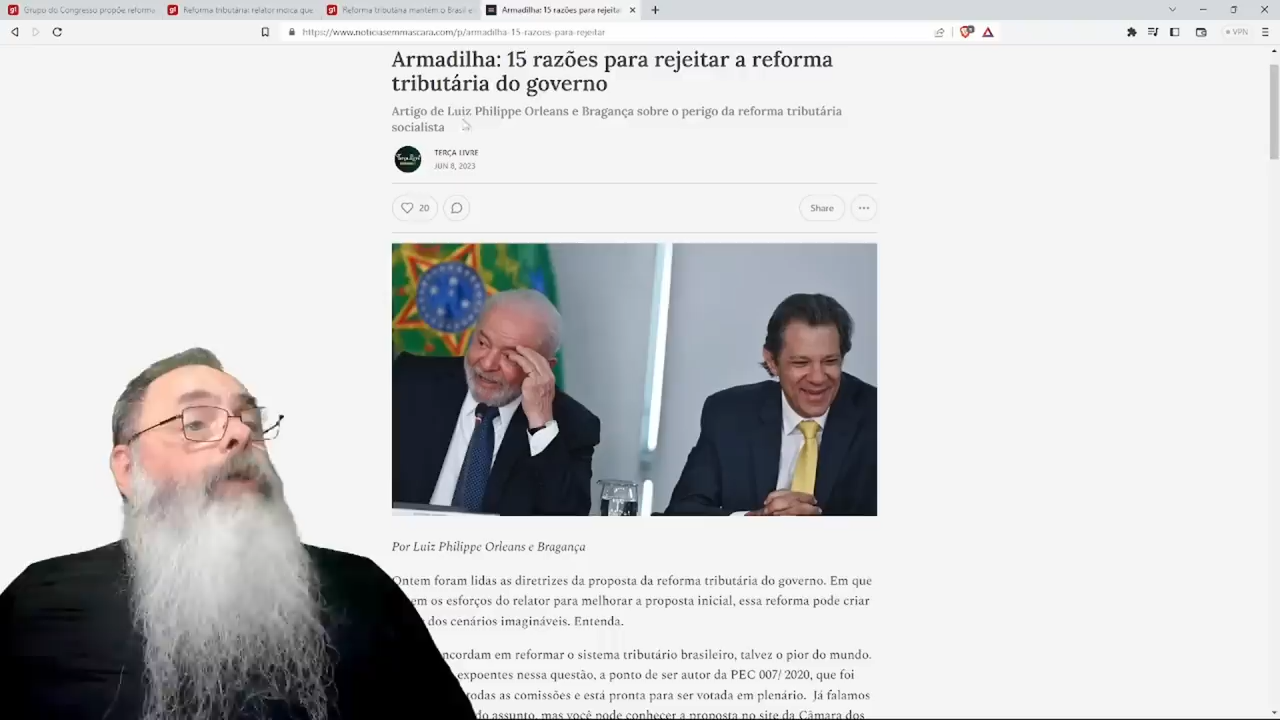 Grupo do Congresso propõe reforma
Reforma tributária: relator indica que
Reforma tributária mantém o Brasil e
Armadilha: 15 razões para rejeitar
https://www.noticiasemmascara.com/p/armadilha-15-razoes-para-rejeitar
VPN
Armadilha: 15 razões para rejeitar a reforma
tributária do governo
Artigo de Luiz Philippe Orleans e Bragança sobre o perigo da reforma tributária
socialista
TERÇA LIVRE
JUN 8, 2023
20
Share
Por Luiz Philippe Orleans e Bragança
Ontem foram lidas as diretrizes da proposta da reforma tributária do governo. Em que
em os esforços do relator para melhorar a proposta inicial, essa reforma pode criar
dos cenários imagináveis. Entenda.
ncordam em reformar o sistema tributário brasileiro, talvez o pior do mundo.
expoentes nessa questão, a ponto de ser autor da PEC 007/ 2020, que foi
todas as comissões e está pronta para ser votada em plenário. Já falamos
do assunto, mas você pode conhecer a proposta no site da Câmara dos